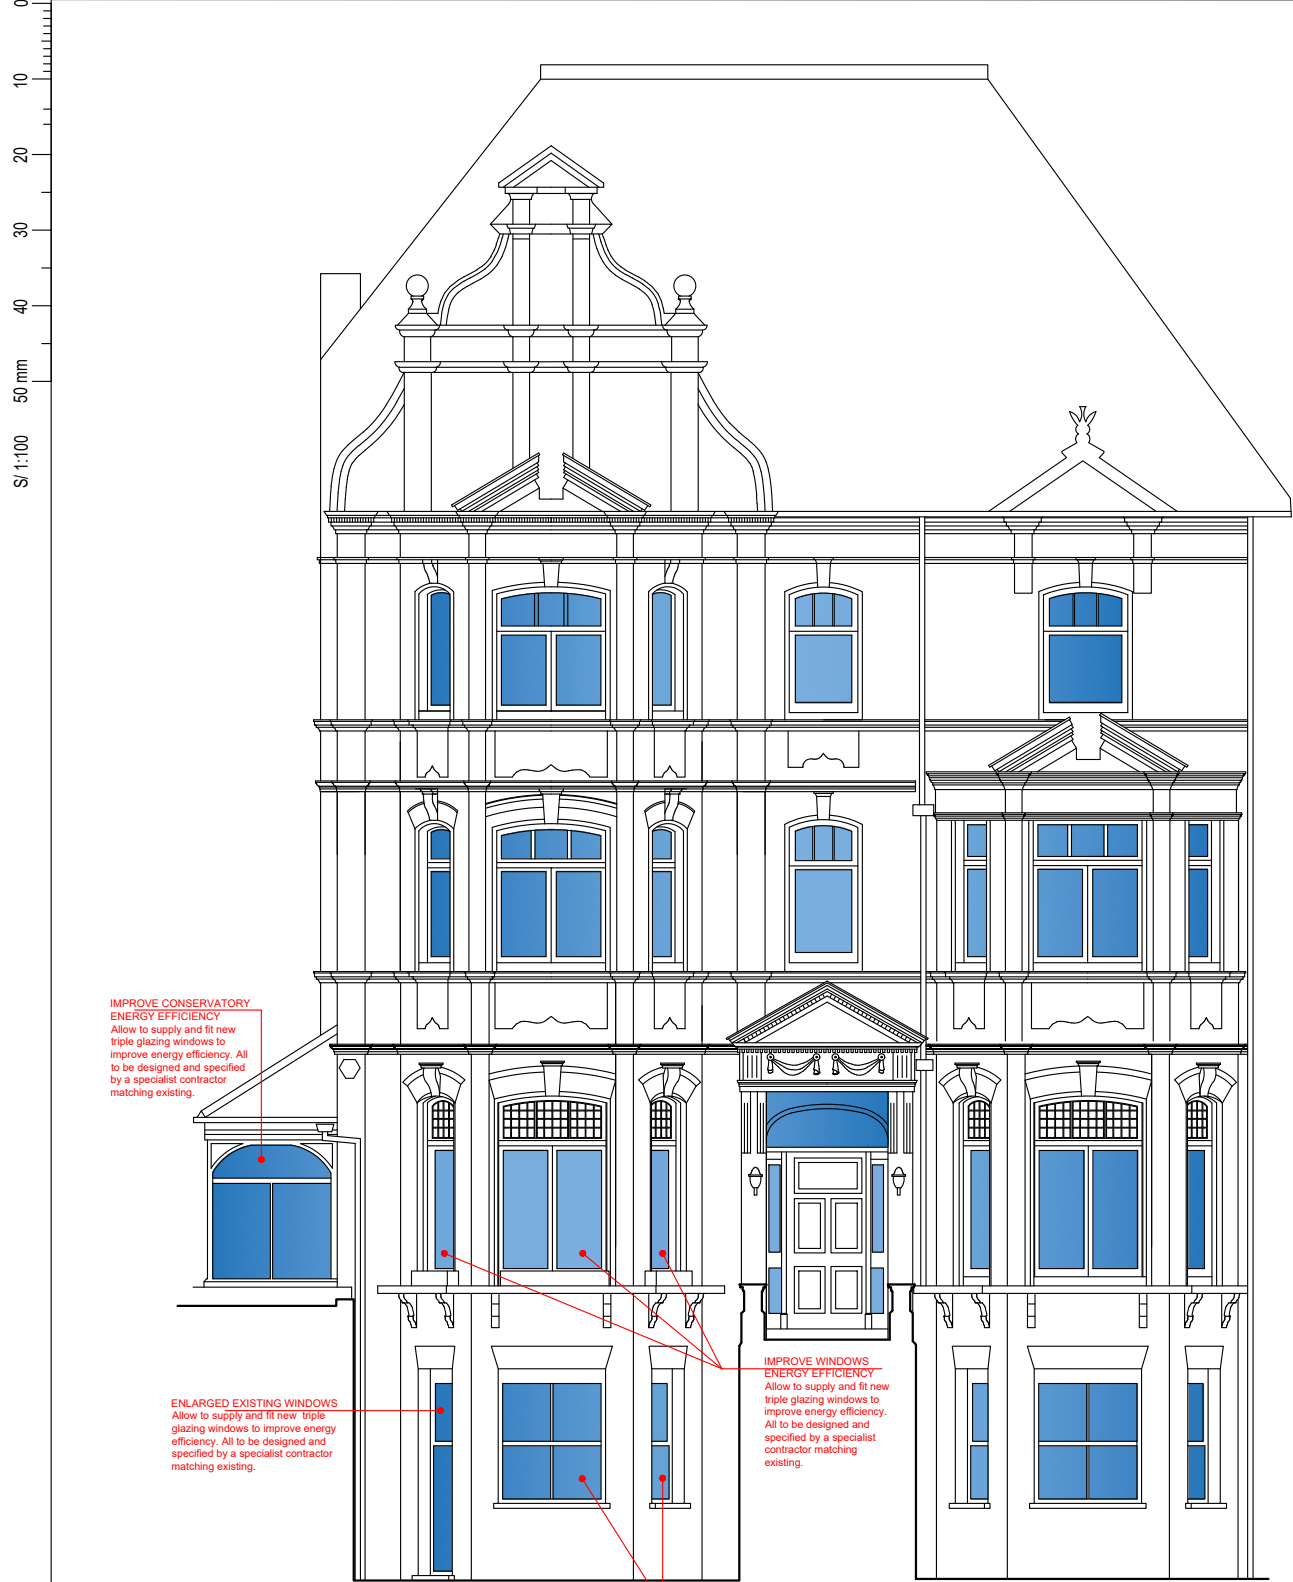 0
10
20
30
40
50 mm
S/ 1:100
IMPROVE CONSERVATORY
ENERGY EFFICIENCY
Allow to supply and fit new
triple glazing windows to
improve energy efficiency. All
to be designed and specified
by a specialist contractor
matching existing.
ENLARGED EXISTING WINDOWS
Allow to supply and fit new triple
glazing windows to improve energy
efficiency. All to be designed and
specified by a specialist contractor
matching existing.
IMPROVE WINDOWS
ENERGY EFFICIENCY
Allow to supply and fit new
triple glazing windows to
improve energy efficiency.
All to be designed and
specified by a specialist
contractor matching
existing.